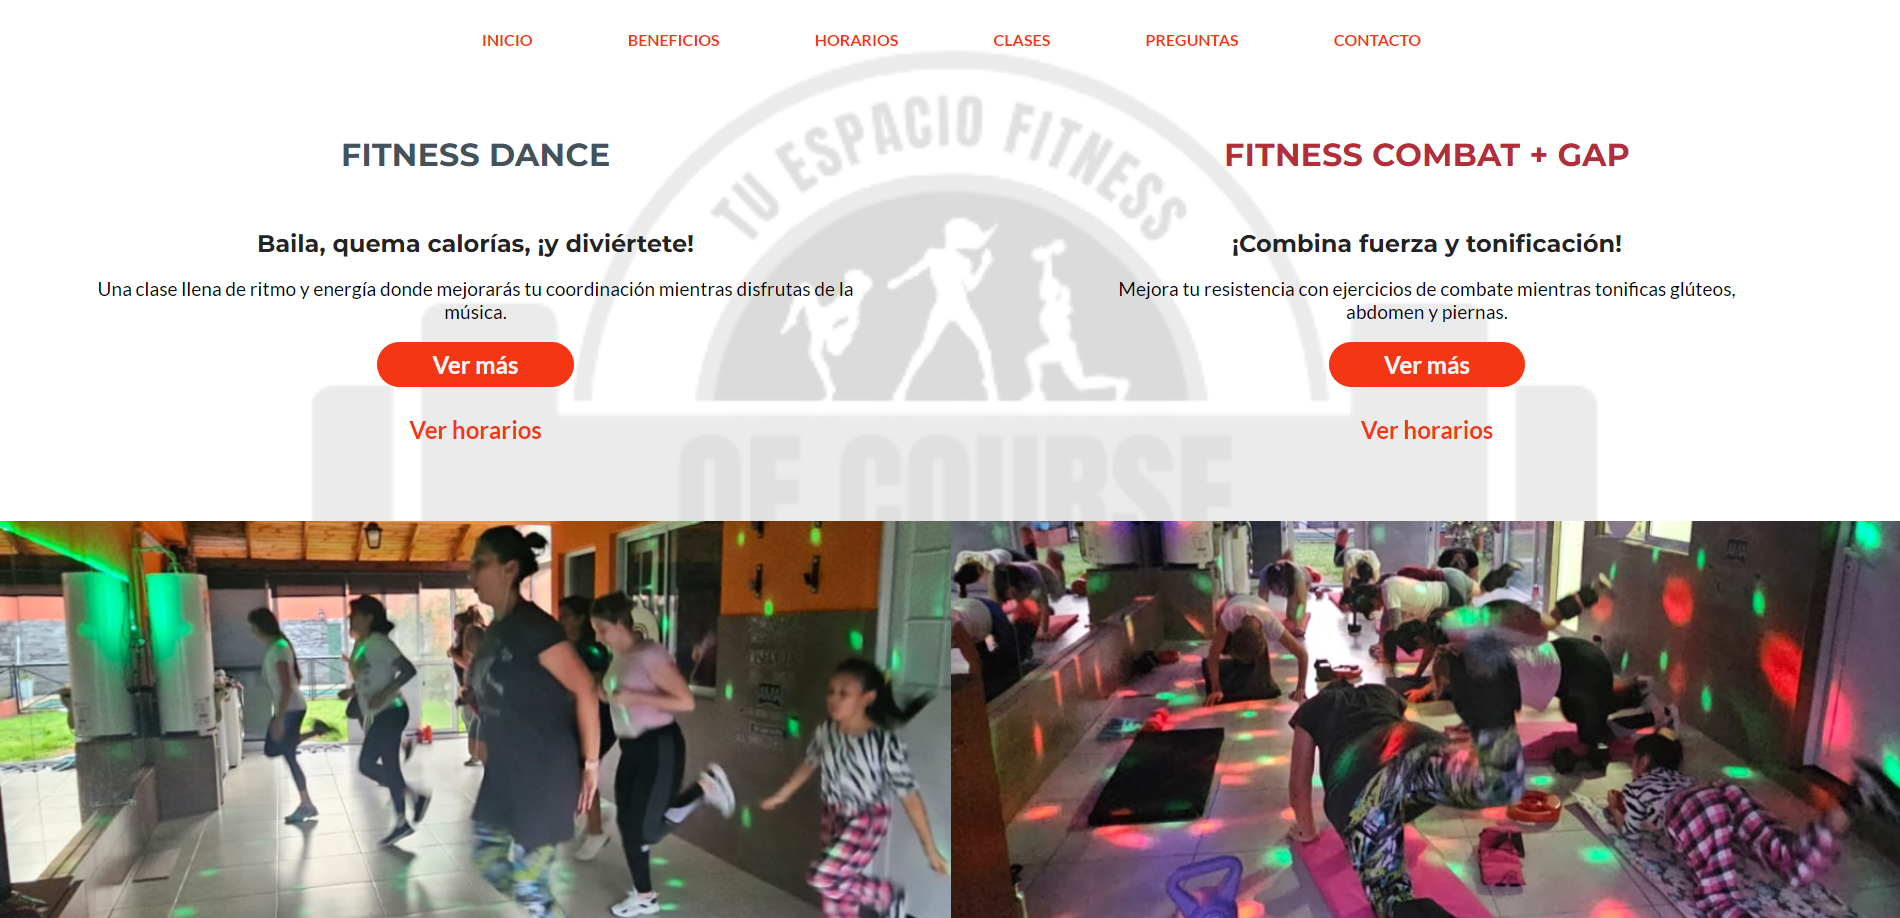 INICIO
BENEFICIOS
HORARIOS
CLASES
PREGUNTAS
CONTACTO
TU ESPACIO FITNESS
OF COURSE
FITNESS DANCE
Baila, quema calorías, ¡y diviértete!
Una clase llena de ritmo y energía donde mejorarás tu coordinación mientras disfrutas de la
música.
Ver más
Ver horarios
FITNESS COMBAT + GAP
¡Combina fuerza y tonificación!
Mejora tu resistencia con ejercicios de combate mientras tonificas glúteos,
abdomen y piernas.
Ver más
Ver horarios